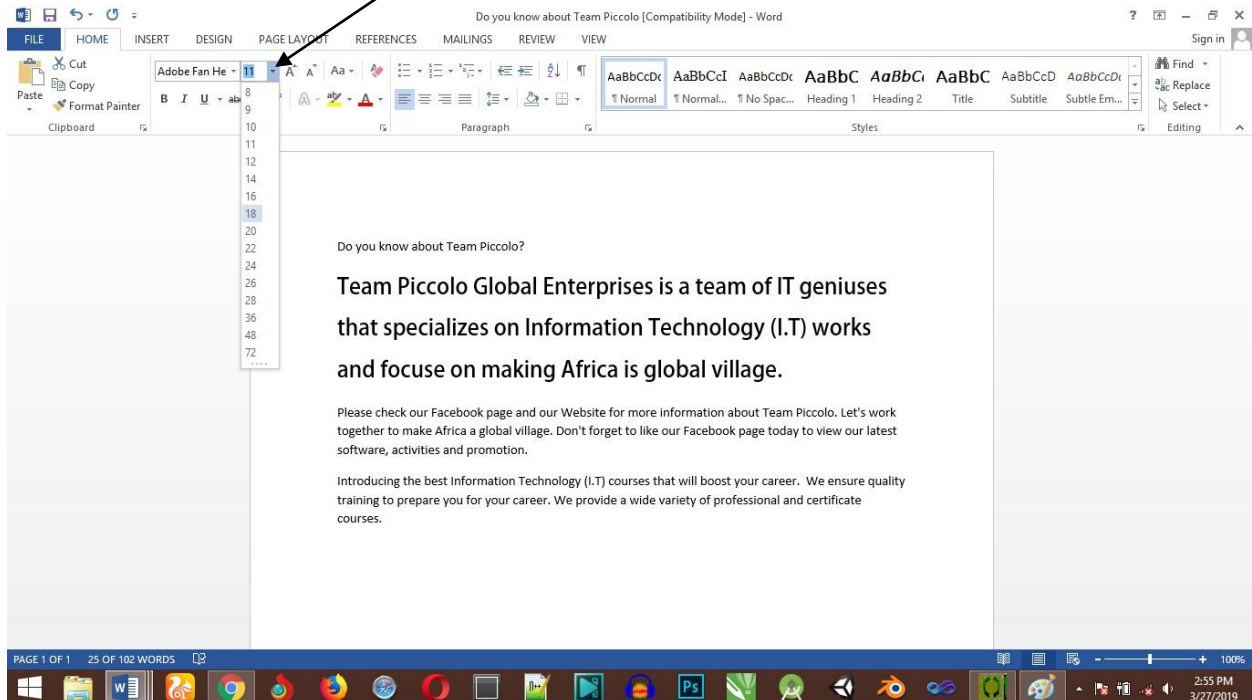 Do you know about Team Piccolo [Compatibility Mode] - Word
Sign in
FILE HOME INSERT DESIGN PAGE LAYOUT REFERENCES MAILINGS REVIEW VIEW
Paste
Cut
Copy
Format Painter
Clipboard
Adobe Fan He 11
B I U
Paragraph
AaBbCcDc AaBbCcI AaBbCcDc AaBbC AaBbCc AaBbC AaBbCcD AaBbCcDc
¶ Normal ¶ Normal... ¶ No Spac... Heading 1 Heading 2 Title Subtitle Subtle Em...
Styles
Find
Replace
Select
Editing
8
9
10
11
12
14
16
18
20
22
24
26
28
36
48
72
Do you know about Team Piccolo?
Team Piccolo Global Enterprises is a team of IT geniuses
that specializes on Information Technology (I.T) works
and focuse on making Africa is global village.
Please check our Facebook page and our Website for more information about Team Piccolo. Let's work
together to make Africa a global village. Don't forget to like our Facebook page today to view our latest
software, activities and promotion.
Introducing the best Information Technology (I.T) courses that will boost your career.  We ensure quality
training to prepare you for your career. We provide a wide variety of professional and certificate
courses.
PAGE 1 OF 1 25 OF 102 WORDS 100%
2:55 PM
3/27/2019